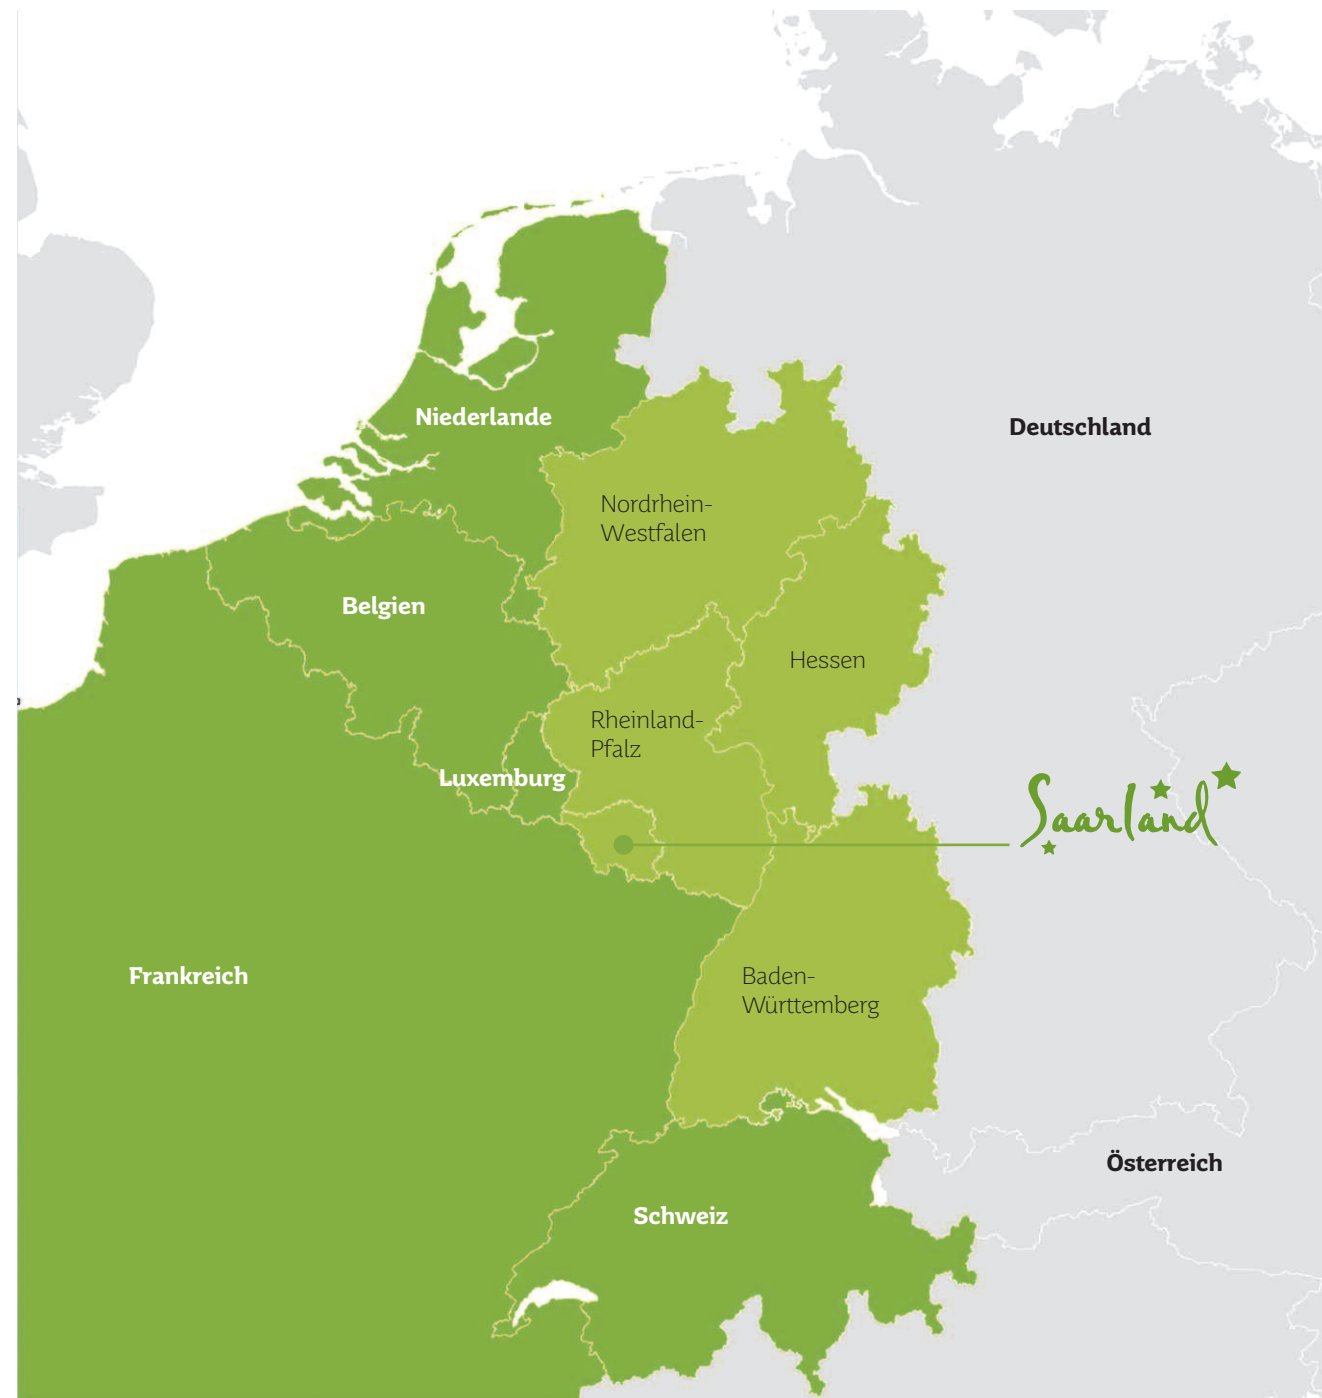 Niederlande
Deutschland
Nordrhein-
Westfalen
Belgien
Hessen
Rheinland-
Pfalz
Luxemburg
Saarland
Frankreich
Baden-
Württemberg
Österreich
Schweiz